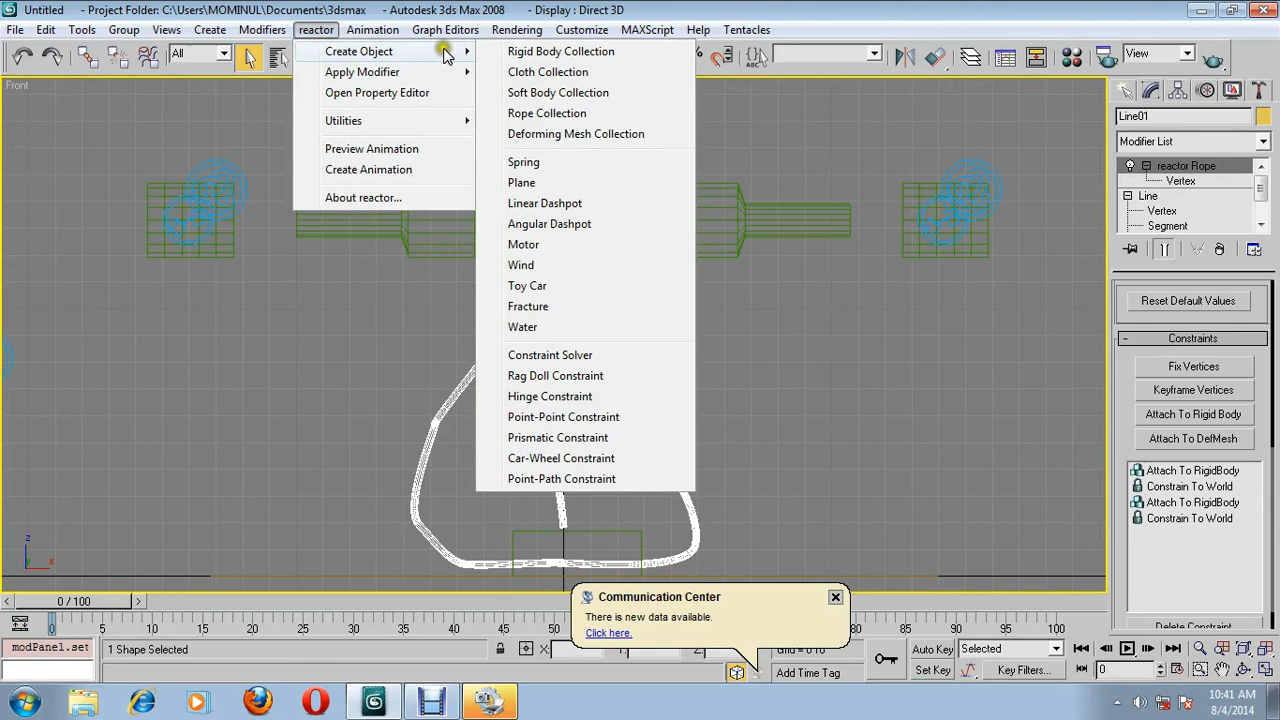 Untitled - Project Folder: C:\Users\MOMINUL\Documents\3dsmax - Autodesk 3ds Max 2008 - Display : Direct 3D
File Edit Tools Group Views Create Modifiers reactor Animation Graph Editors Rendering Customize MAXScript Help Tentacles
All
View
Front
Create Object
Apply Modifier
Open Property Editor
Utilities
Preview Animation
Create Animation
About reactor...
Rigid Body Collection
Cloth Collection
Soft Body Collection
Rope Collection
Deforming Mesh Collection
Spring
Plane
Linear Dashpot
Angular Dashpot
Motor
Wind
Toy Car
Fracture
Water
Constraint Solver
Rag Doll Constraint
Hinge Constraint
Point-Point Constraint
Prismatic Constraint
Car-Wheel Constraint
Point-Path Constraint
Line01
Modifier List
reactor Rope
Vertex
Line
Vertex
Segment
Reset Default Values
Constraints
Fix Vertices
Keyframe Vertices
Attach To Rigid Body
Attach To DefMesh
Attach To RigidBody
Constrain To World
Attach To RigidBody
Constrain To World
z
y x
Communication Center
There is new data available.
Click here.
0 / 100
0 5 10 15 20 25 30 35 40 45 50 85 90 95
modPanel.set
1 Shape Selected
Add Time Tag
Auto Key
Selected
Set Key
Key Filters...
0
10:41 AM
8/4/2014